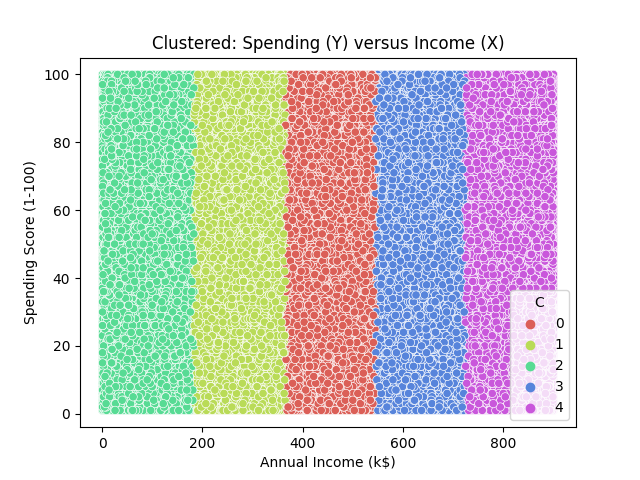 Clustered: Spending (Y) versus Income (X)
100
80
60
40
20
0
Spending Score (1-100)
C
0
1
2
3
4
0 200 400 600 800
Annual Income (k$)